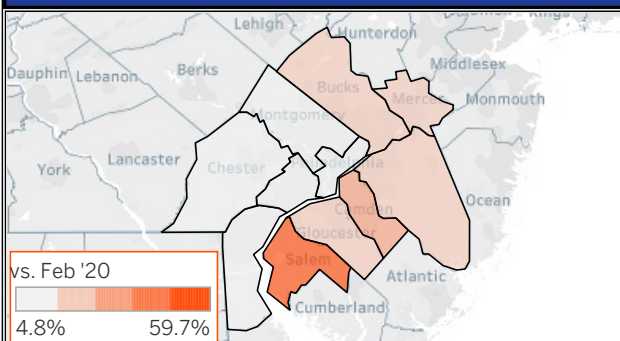 Lehigh
Hunterdon
Dauphin
Lebanon
Berks
Middlesex
Bucks
Mercer
Monmouth
Montgomery
York
Lancaster
Chester
Philadelphia
Ocean
Camden
Gloucester
Salem
Atlantic
Cumberland
vs. Feb '20
4.8% 59.7%